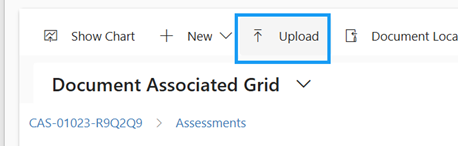 Show Chart + New Upload Document Loca
Document Associated Grid
CAS-01023-R9Q2Q9 > Assessments